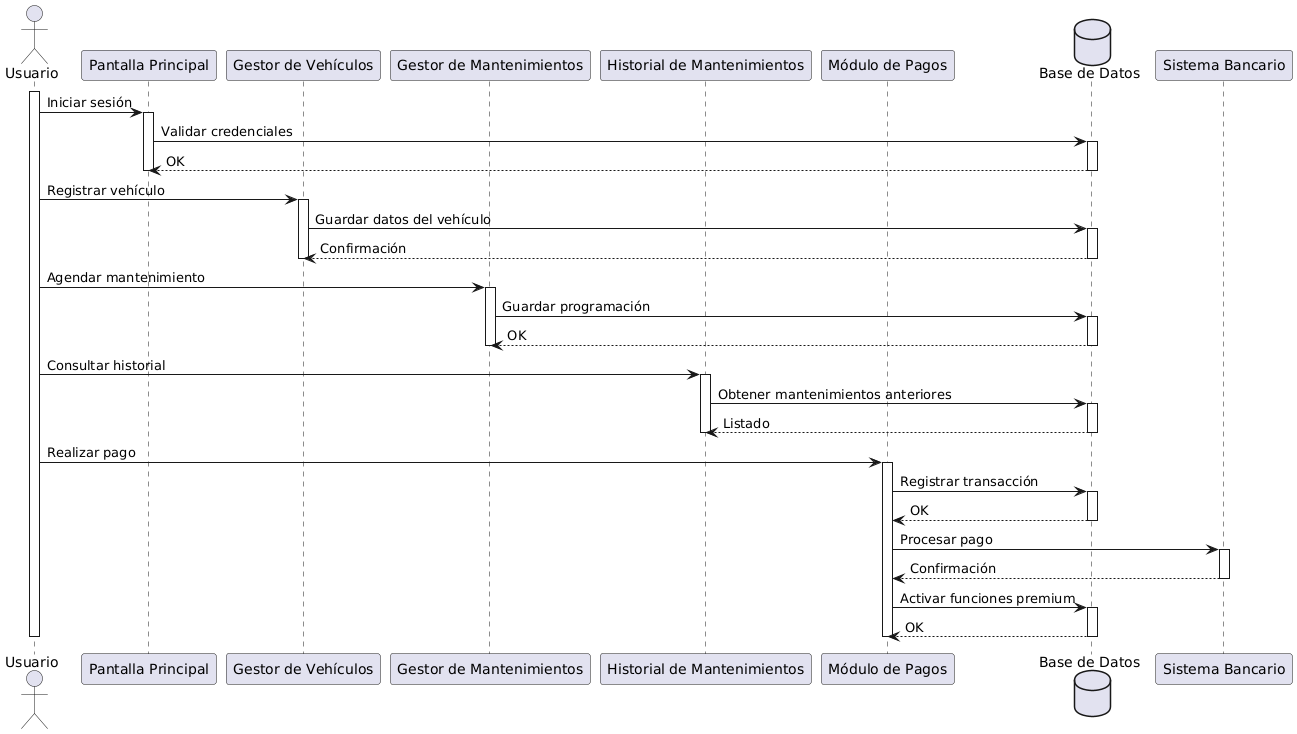 Usuario
Pantalla Principal
Gestor de Vehículos
Gestor de Mantenimientos
Historial de Mantenimientos
Módulo de Pagos
Base de Datos
Sistema Bancario
Iniciar sesión
Validar credenciales
OK
Registrar vehículo
Guardar datos del vehículo
Confirmación
Agendar mantenimiento
Guardar programación
OK
Consultar historial
Obtener mantenimientos anteriores
Listado
Realizar pago
Registrar transacción
OK
Procesar pago
Confirmación
Activar funciones premium
OK
Usuario
Pantalla Principal
Gestor de Vehículos
Gestor de Mantenimientos
Historial de Mantenimientos
Módulo de Pagos
Base de Datos
Sistema Bancario